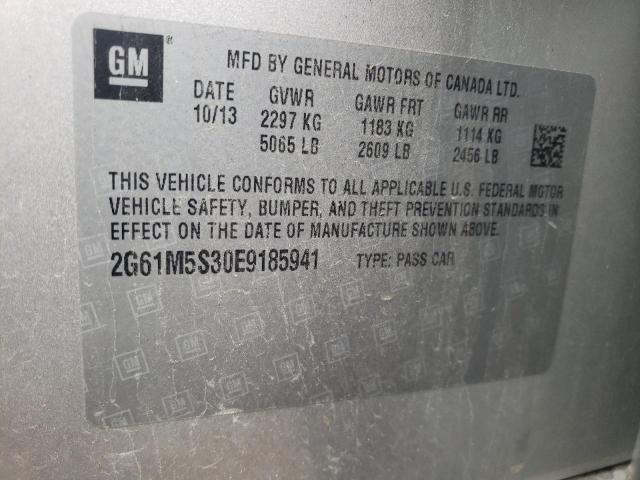 GM ®
MFD BY GENERAL MOTORS OF CANADA LTD.
DATE GVWR GAWR FRT GAWR RR
10/13 2297 KG 1183 KG 1114 KG
5065 LB 2609 LB 2456 LB
THIS VEHICLE CONFORMS TO ALL APPLICABLE U.S. FEDERAL MOTOR
VEHICLE SAFETY, BUMPER, AND THEFT PREVENTION STANDARDS IN
EFFECT ON THE DATE OF MANUFACTURE SHOWN ABOVE.
2G61M5S30E9185941 TYPE: PASS CAR